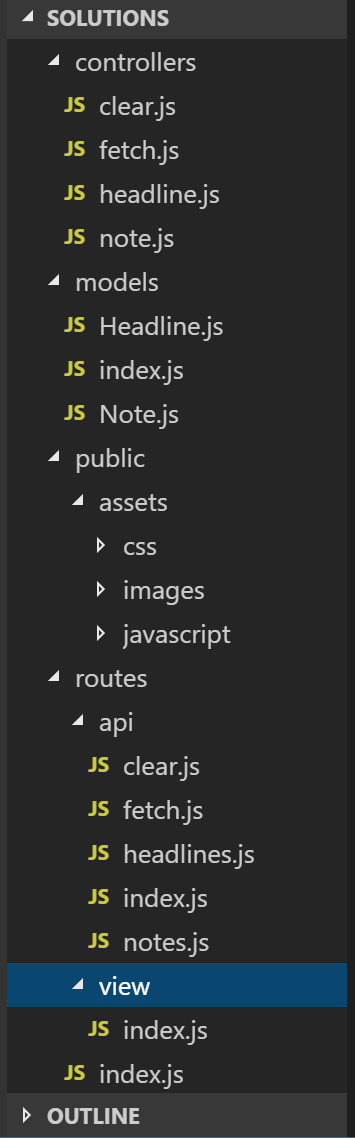 SOLUTIONS
controllers
JS clear.js
JS fetch.js
JS headline.js
JS note.js
models
JS Headline.js
JS index.js
JS Note.js
public
assets
css
images
javascript
routes
api
JS clear.js
JS fetch.js
JS headlines.js
JS index.js
JS notes.js
view
JS index.js
JS index.js
OUTLINE